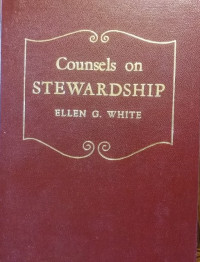 Counsels on
STEWARDSHIP
ELLEN G. WHITE